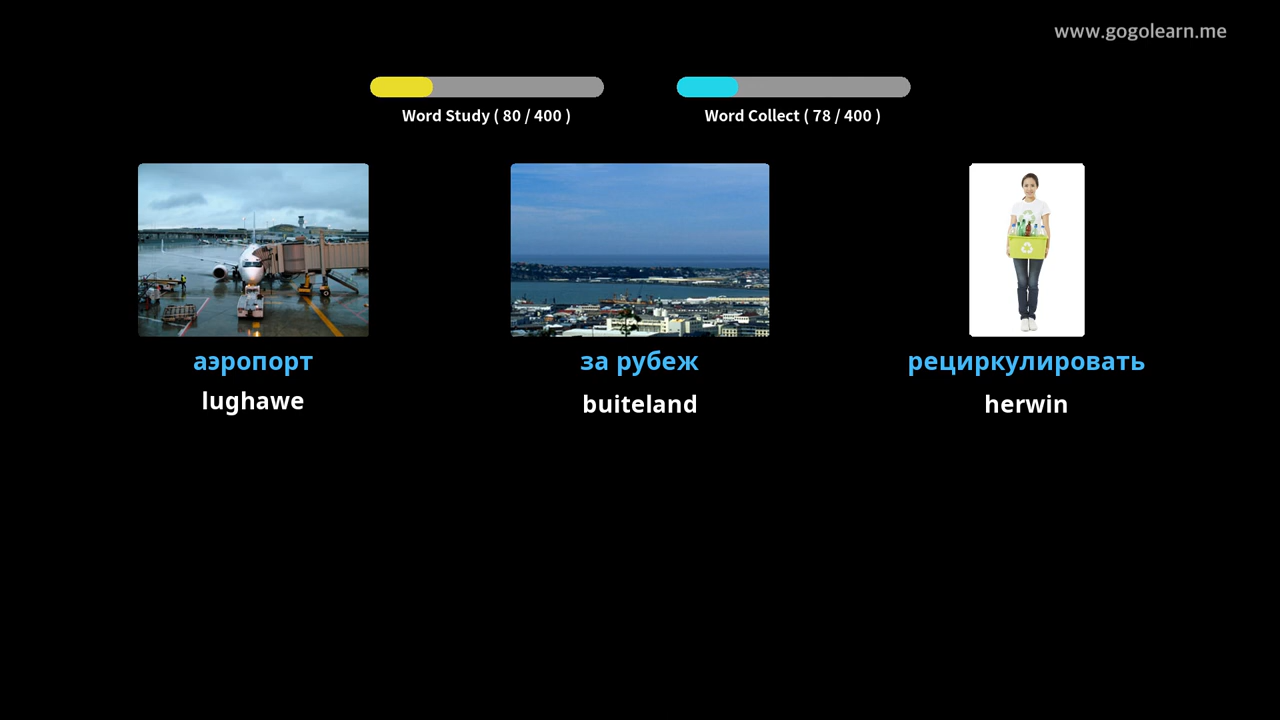 www.gogolearn.me
Word Study ( 80 / 400 )
Word Collect ( 78 / 400 )
аэропорт
за рубеж
рециркулировать
lughawe
buiteland
herwin